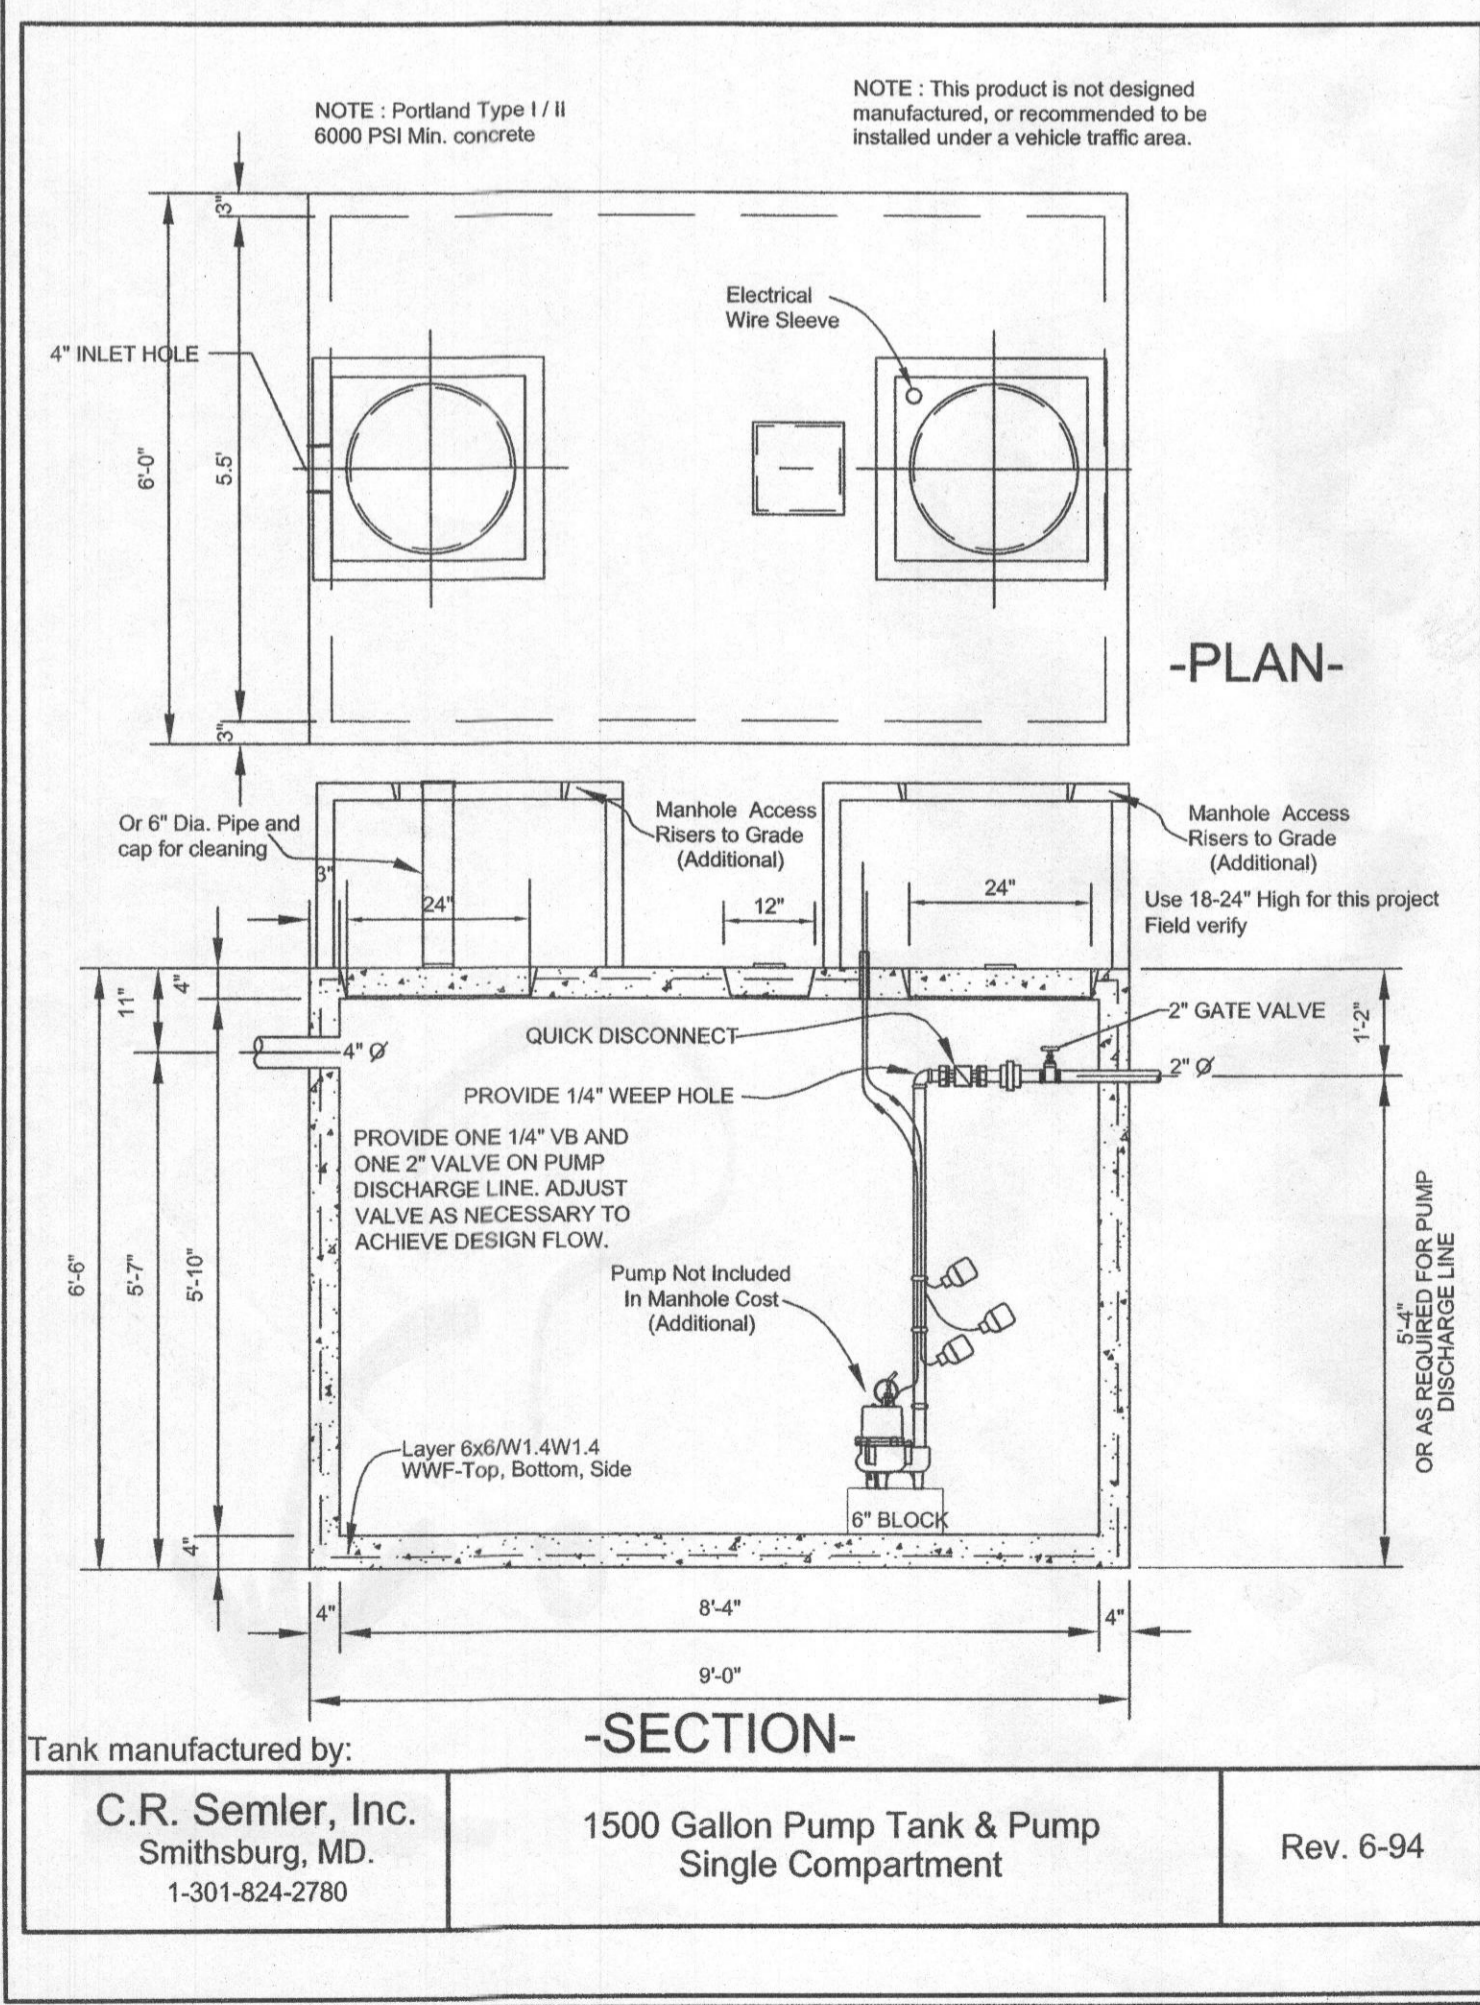 NOTE : Portland Type I / II
6000 PSI Min. concrete
NOTE : This product is not designed
manufactured, or recommended to be
installed under a vehicle traffic area.
3"
Electrical
Wire Sleeve
4" INLET HOLE
6'-0"
5.5'
-PLAN-
3"
Or 6" Dia. Pipe and
cap for cleaning
Manhole Access
Risers to Grade
(Additional)
Manhole Access
Risers to Grade
(Additional)
3"
24"
12"
24"
Use 18-24" High for this project
Field verify
11"
4"
QUICK DISCONNECT
2" GATE VALVE
1'-2"
4" Ø
2" Ø
PROVIDE 1/4" WEEP HOLE
PROVIDE ONE 1/4" VB AND
ONE 2" VALVE ON PUMP
DISCHARGE LINE. ADJUST
VALVE AS NECESSARY TO
ACHIEVE DESIGN FLOW.
6'-6"
5'-7"
5'-10"
Pump Not Included
In Manhole Cost
(Additional)
5'-4"
OR AS REQUIRED FOR PUMP
DISCHARGE LINE
Layer 6x6/W1.4W1.4
WWF-Top, Bottom, Side
6" BLOCK
4"
4"
8'-4"
4"
9'-0"
-SECTION-
Tank manufactured by:
C.R. Semler, Inc.
Smithsburg, MD.
1-301-824-2780
1500 Gallon Pump Tank & Pump
Single Compartment
Rev. 6-94